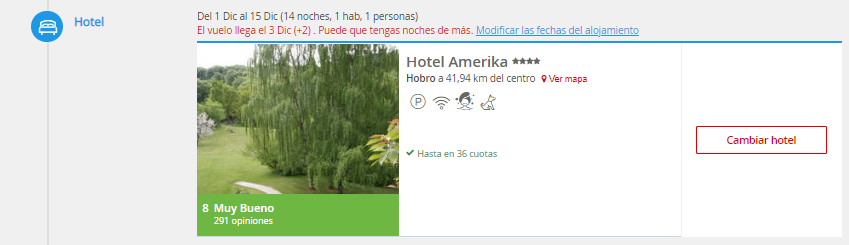 Hotel
Del 1 Dic al 15 Dic (14 noches, 1 hab, 1 personas)
El vuelo llega el 3 Dic (+2) . Puede que tengas noches de más. Modificar las fechas del alojamiento
Hotel Amerika ****
Hobro a 41,94 km del centro Ver mapa
P
Hasta en 36 cuotas
Cambiar hotel
8 Muy Bueno
291 opiniones